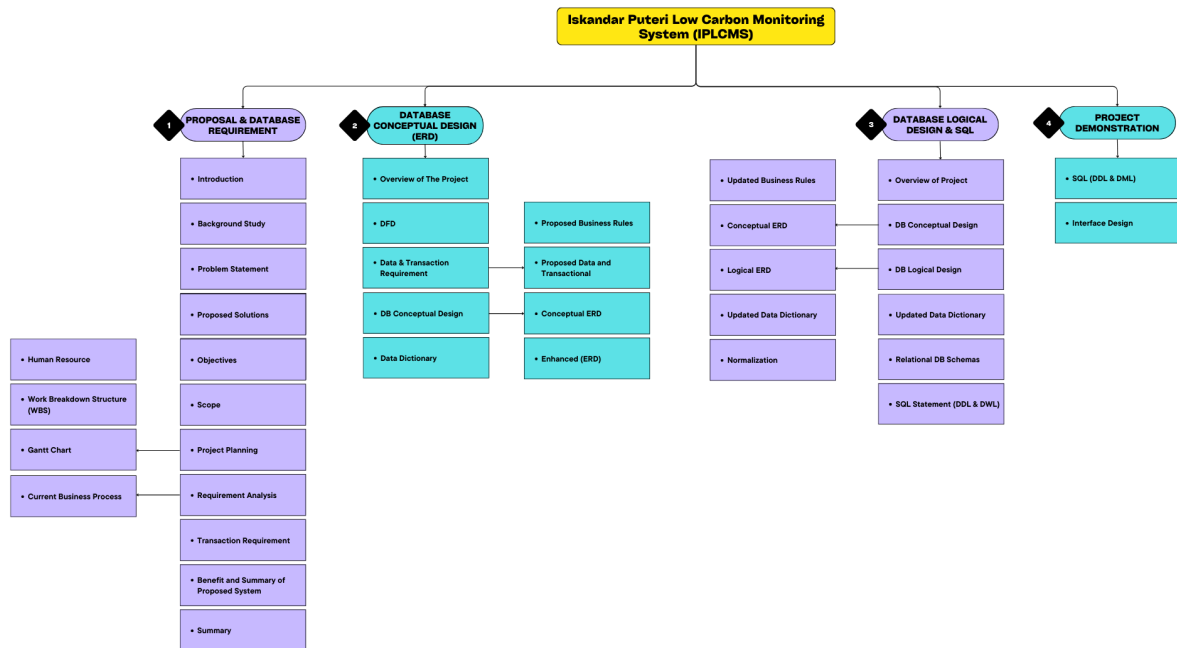 Iskandar Puteri Low Carbon Monitoring
System (IPLCMS)
1
PROPOSAL & DATABASE
REQUIREMENT
• Introduction
• Background Study
• Problem Statement
• Proposed Solutions
• Objectives
• Scope
• Project Planning
• Requirement Analysis
• Transaction Requirement
• Benefit and Summary of
Proposed System
• Summary
• Human Resource
• Work Breakdown Structure
(WBS)
• Gantt Chart
• Current Business Process
2
DATABASE
CONCEPTUAL DESIGN
(ERD)
• Overview of The Project
• DFD
• Data & Transaction
Requirement
• DB Conceptual Design
• Data Dictionary
• Proposed Business Rules
• Proposed Data and
Transactional
• Conceptual ERD
• Enhanced (ERD)
3
DATABASE LOGICAL
DESIGN & SQL
• Updated Business Rules
• Conceptual ERD
• Logical ERD
• Updated Data Dictionary
• Normalization
• Overview of Project
• DB Conceptual Design
• DB Logical Design
• Updated Data Dictionary
• Relational DB Schemas
• SQL Statement (DDL & DWL)
4
PROJECT
DEMONSTRATION
• SQL (DDL & DML)
• Interface Design